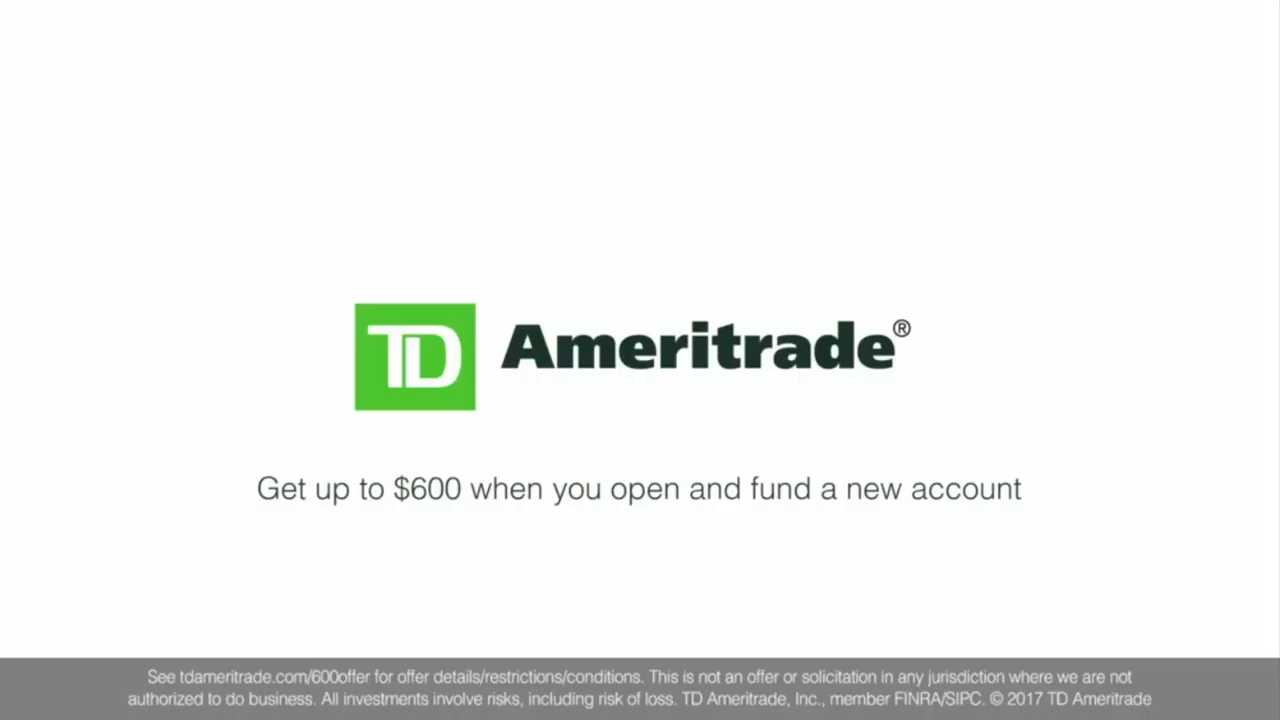 TD Ameritrade®
Get up to $600 when you open and fund a new account
See tdameritrade.com/600offer for offer details/restrictions/conditions. This is not an offer or solicitation in any jurisdiction where we are not
authorized to do business. All investments involve risks, including risk of loss. TD Ameritrade, Inc., member FINRA/SIPC. © 2017 TD Ameritrade